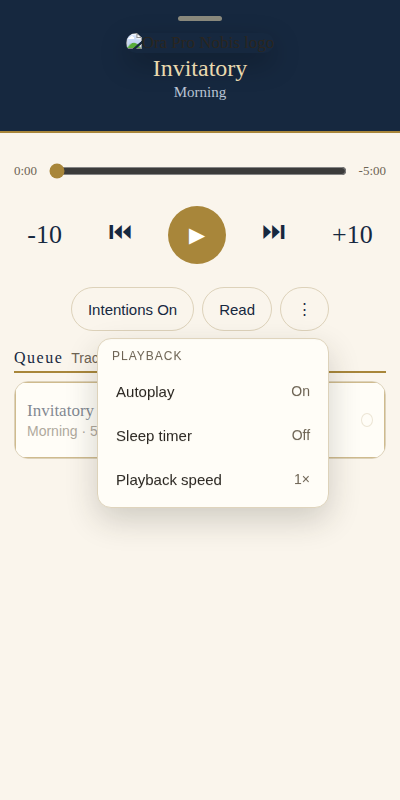 Invitatory
Morning
0:00
-5:00
-10
+10
Intentions On
Read
Queue
PLAYBACK
Autoplay On
Sleep timer Off
Playback speed 1×
Invitatory
Morning · 5